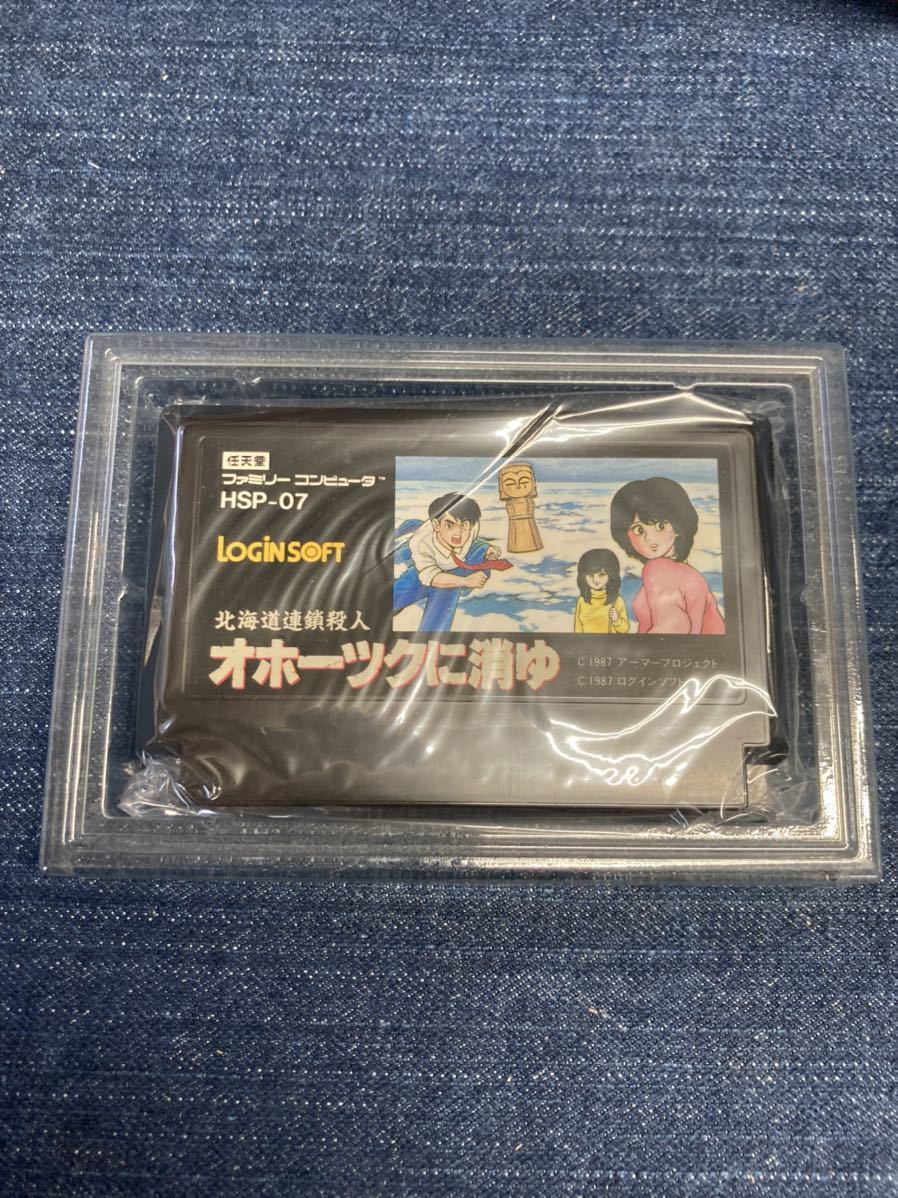 任天堂
ファミリー コンピュータ™
HSP-07
LOGiN SOFT
北海道連鎖殺人
オホーツクに消ゆ
C 1987 アーマープロジェクト
C 1987 ログインソフト